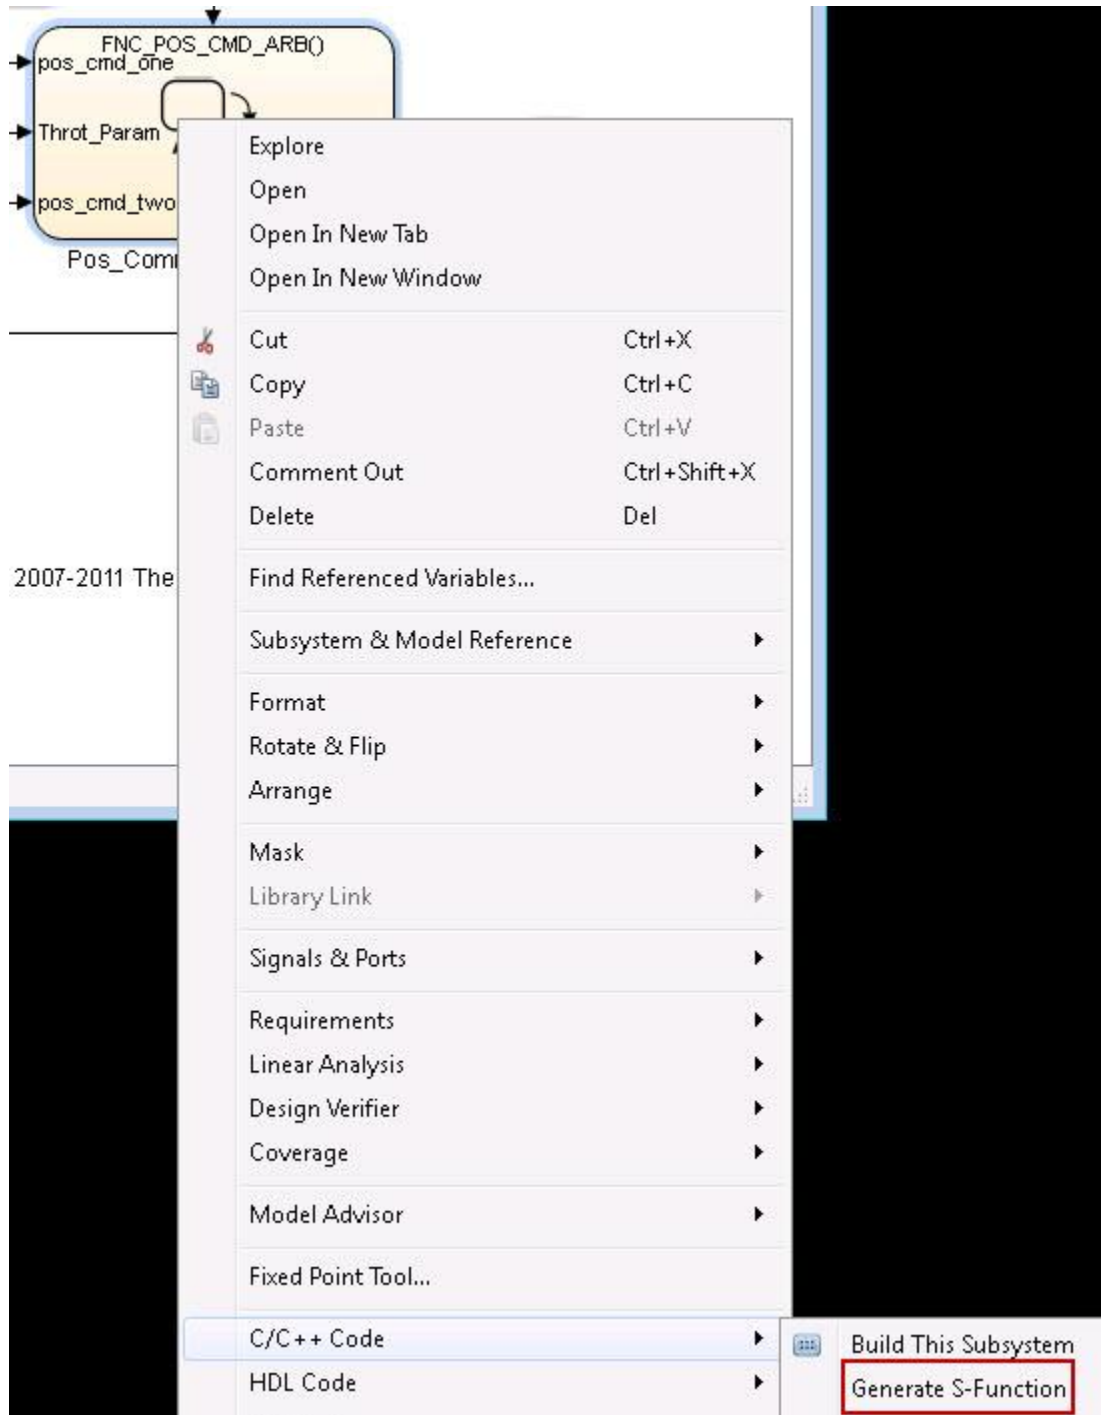 FNC_POS_CMD_ARB()
pos_cmd_one
Throt_Param
pos_cmd_two
Pos_Com
2007-2011 The
Explore
Open
Open In New Tab
Open In New Window
Cut Ctrl+X
Copy Ctrl+C
Paste Ctrl+V
Comment Out Ctrl+Shift+X
Delete Del
Find Referenced Variables...
Subsystem & Model Reference
Format
Rotate & Flip
Arrange
Mask
Library Link
Signals & Ports
Requirements
Linear Analysis
Design Verifier
Coverage
Model Advisor
Fixed Point Tool...
C/C++ Code
HDL Code
Build This Subsystem
Generate S-Function